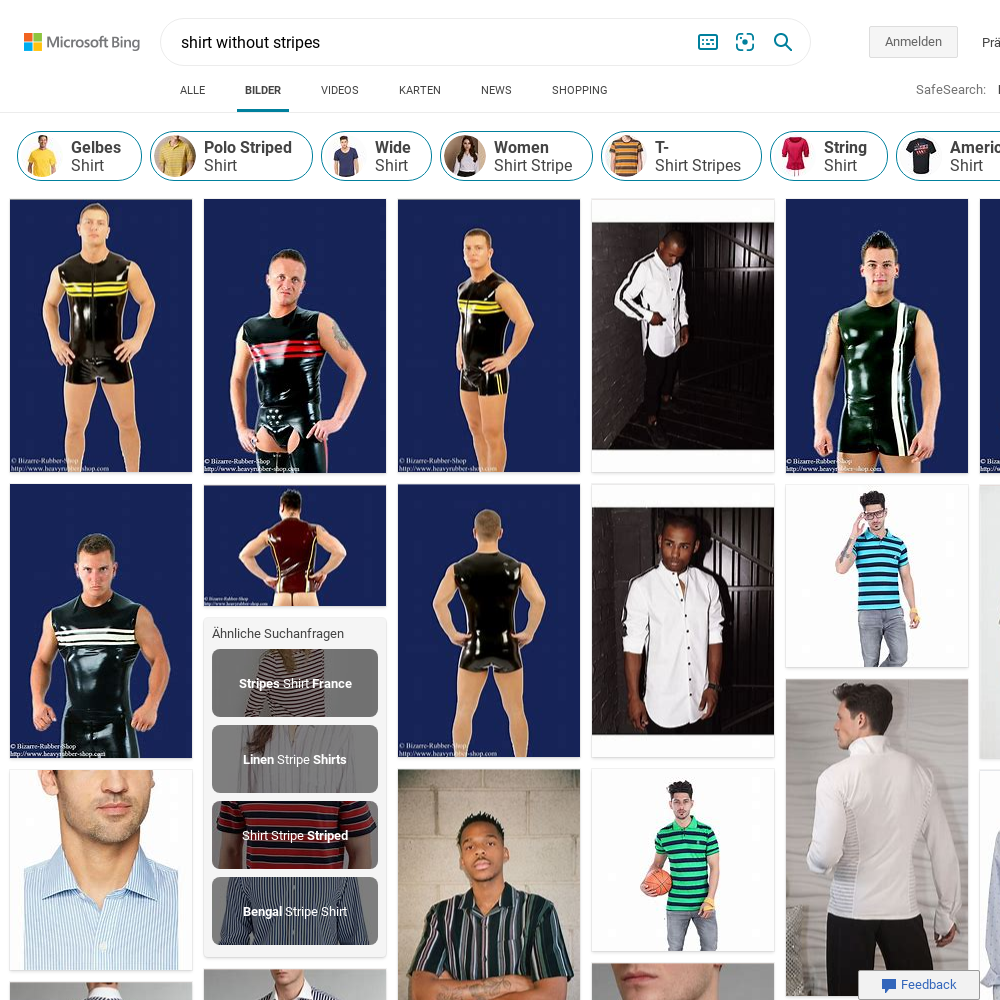 Microsoft Bing
shirt without stripes
Anmelden
Prä
ALLE
BILDER
VIDEOS
KARTEN
NEWS
SHOPPING
SafeSearch:
Gelbes
Shirt
Polo Striped
Shirt
Wide
Shirt
Women
Shirt Stripe
T-
Shirt Stripes
String
Shirt
Americ
Shirt
© Bizarre-Rubber-Shop
http://www.heavyrubber-shop.com
© Bizarre-Rubber-Shop
http://www.heavyrubber-shop.com
© Bizarre-Rubber-Shop
http://www.heavyrubber-shop.com
© Bizarre-Rubber-Shop
http://www.heavyrubber-shop.com
© Bizarre-Rubber-Shop
http://www.heavyrubber-shop.com
© Bizarre-Rubber-Shop
http://www.heavyrubber-shop.com
© Bizarre-Rubber-Shop
http://www.heavyrubber-shop.com
Ähnliche Suchanfragen
Stripes Shirt France
Linen Stripe Shirts
Shirt Stripe Striped
Bengal Stripe Shirt
Feedback